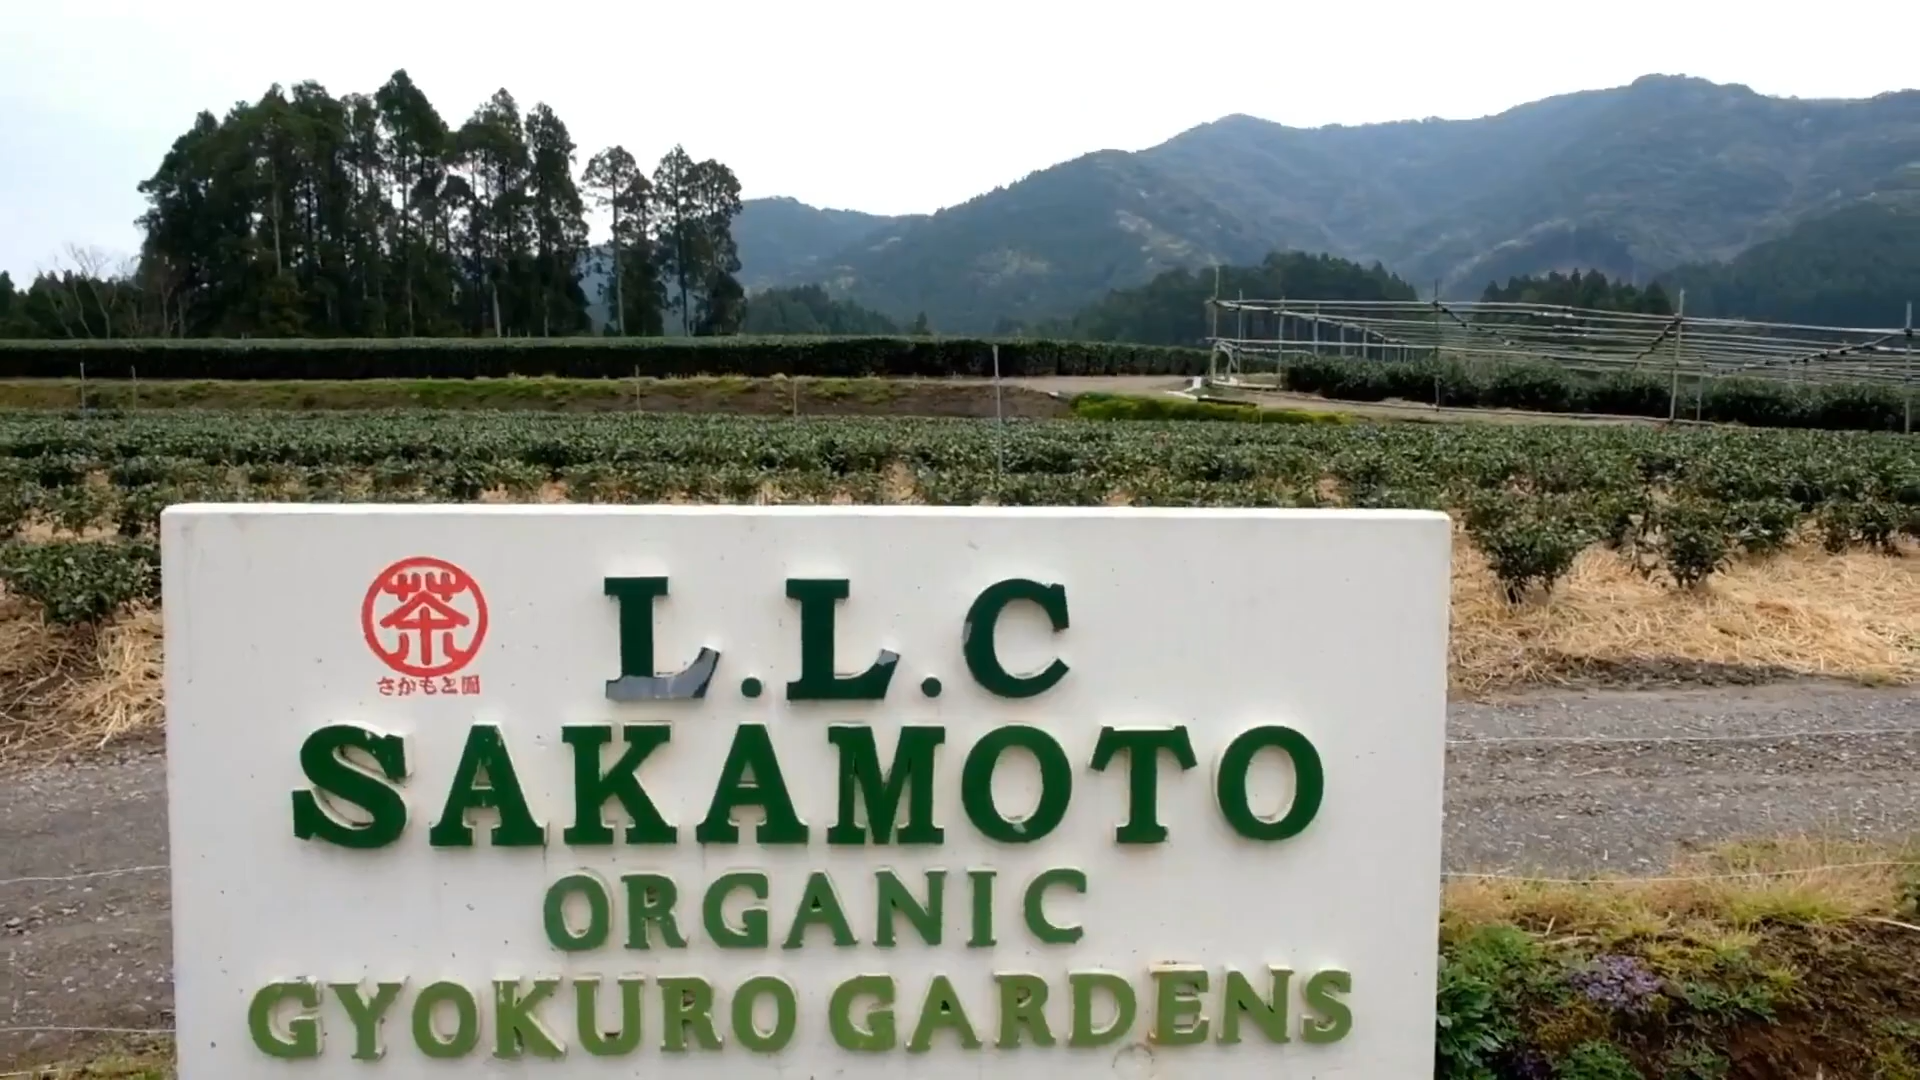 茶
さかもと園
L.L.C
SAKAMOTO
ORGANIC
GYOKURO GARDENS